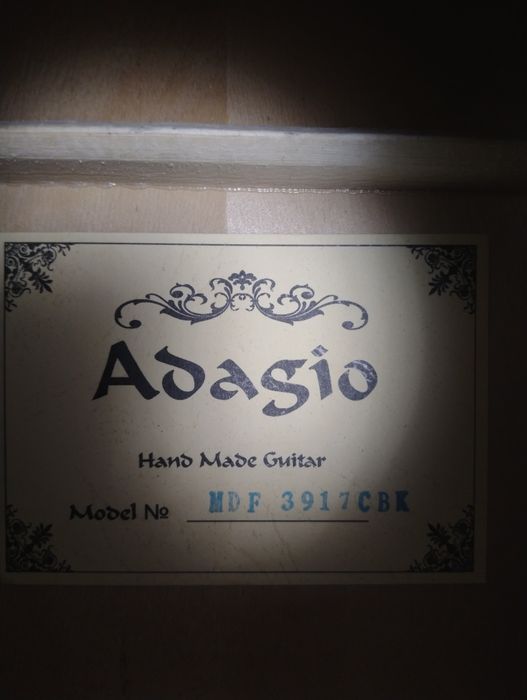 Adagio
Hand Made Guitar
Model № MDF 3917CBK